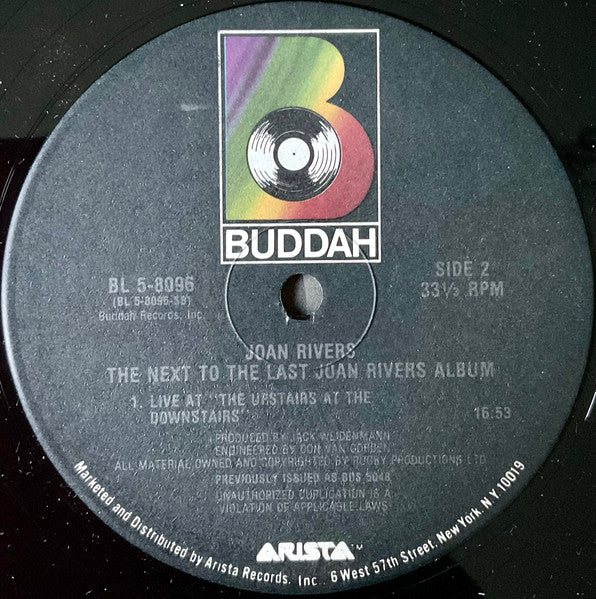 BUDDAH
BL 5-8096
(BL 5-8096-SB)
Buddah Records, Inc.
SIDE 2
33⅓ RPM
JOAN RIVERS
THE NEXT TO THE LAST JOAN RIVERS ALBUM
1. LIVE AT "THE UPSTAIRS AT THE
DOWNSTAIRS" 16:53
PRODUCED BY JACK WEIDENMANN
ENGINEERED BY DON VAN GORDEN
ALL MATERIAL OWNED AND COPYRIGHTED BY RUGBY PRODUCTIONS LTD
PREVIOUSLY ISSUED AS BDS 5048
UNAUTHORIZED DUPLICATION IS A
VIOLATION OF APPLICABLE LAWS
ARISTA™
Marketed and Distributed by Arista Records, Inc. 6 West 57th Street, New York, N.Y. 10019